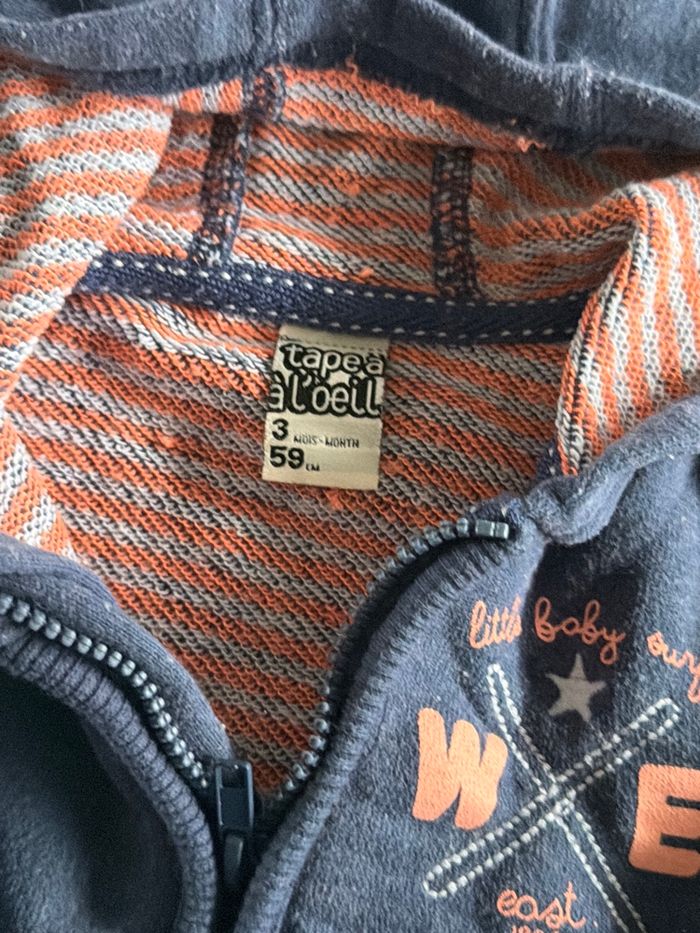 tape à
à l'oeil
3 MOIS-MONTH
59 CM
little baby
W E
east